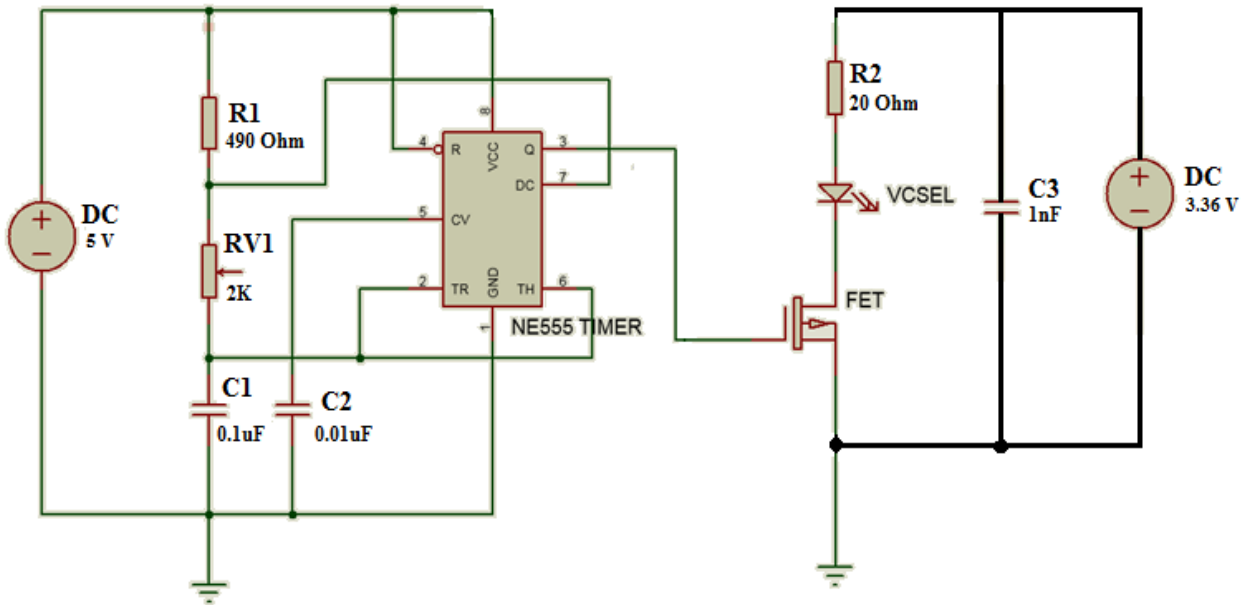 DC
5 V
R1
490 Ohm
RV1
2K
C1
0.1uF
C2
0.01uF
4
R
8
VCC
Q
3
DC
7
5
CV
2
TR
GND
1
TH
6
NE555 TIMER
R2
20 Ohm
VCSEL
FET
C3
1nF
DC
3.36 V